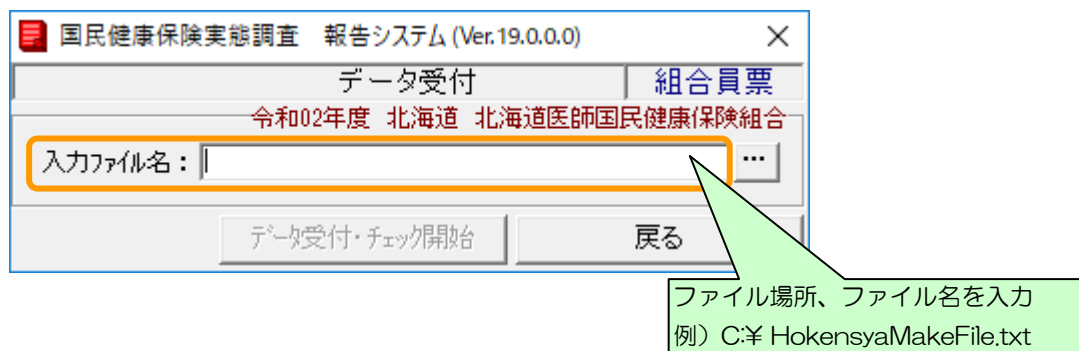 国民健康保険実態調査 報告システム (Ver.19.0.0.0)
データ受付 組合員票
令和02年度 北海道 北海道医師国民健康保険組合
入力ファイル名：
...
データ受付・チェック開始 戻る
ファイル場所、ファイル名を入力
例）C:¥ HokensyaMakeFile.txt